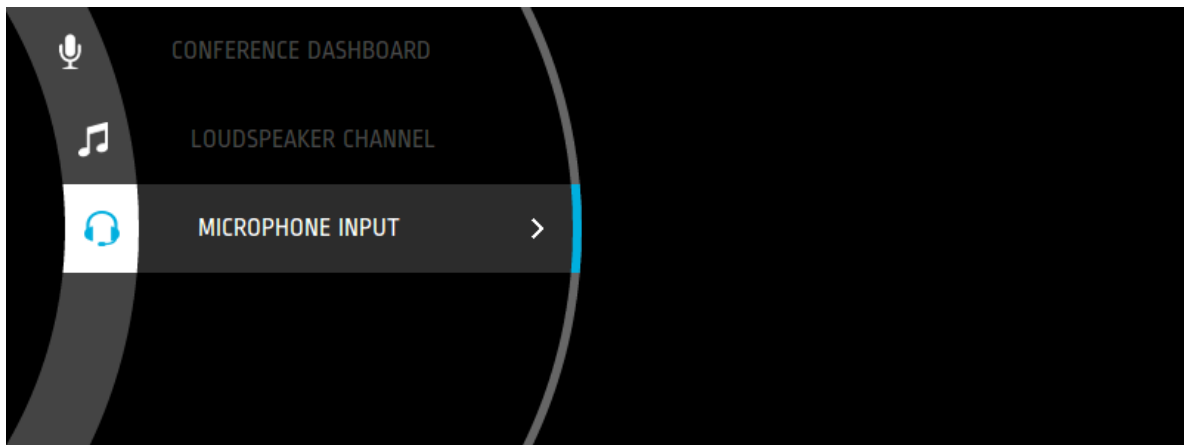 CONFERENCE DASHBOARD
LOUDSPEAKER CHANNEL
MICROPHONE INPUT